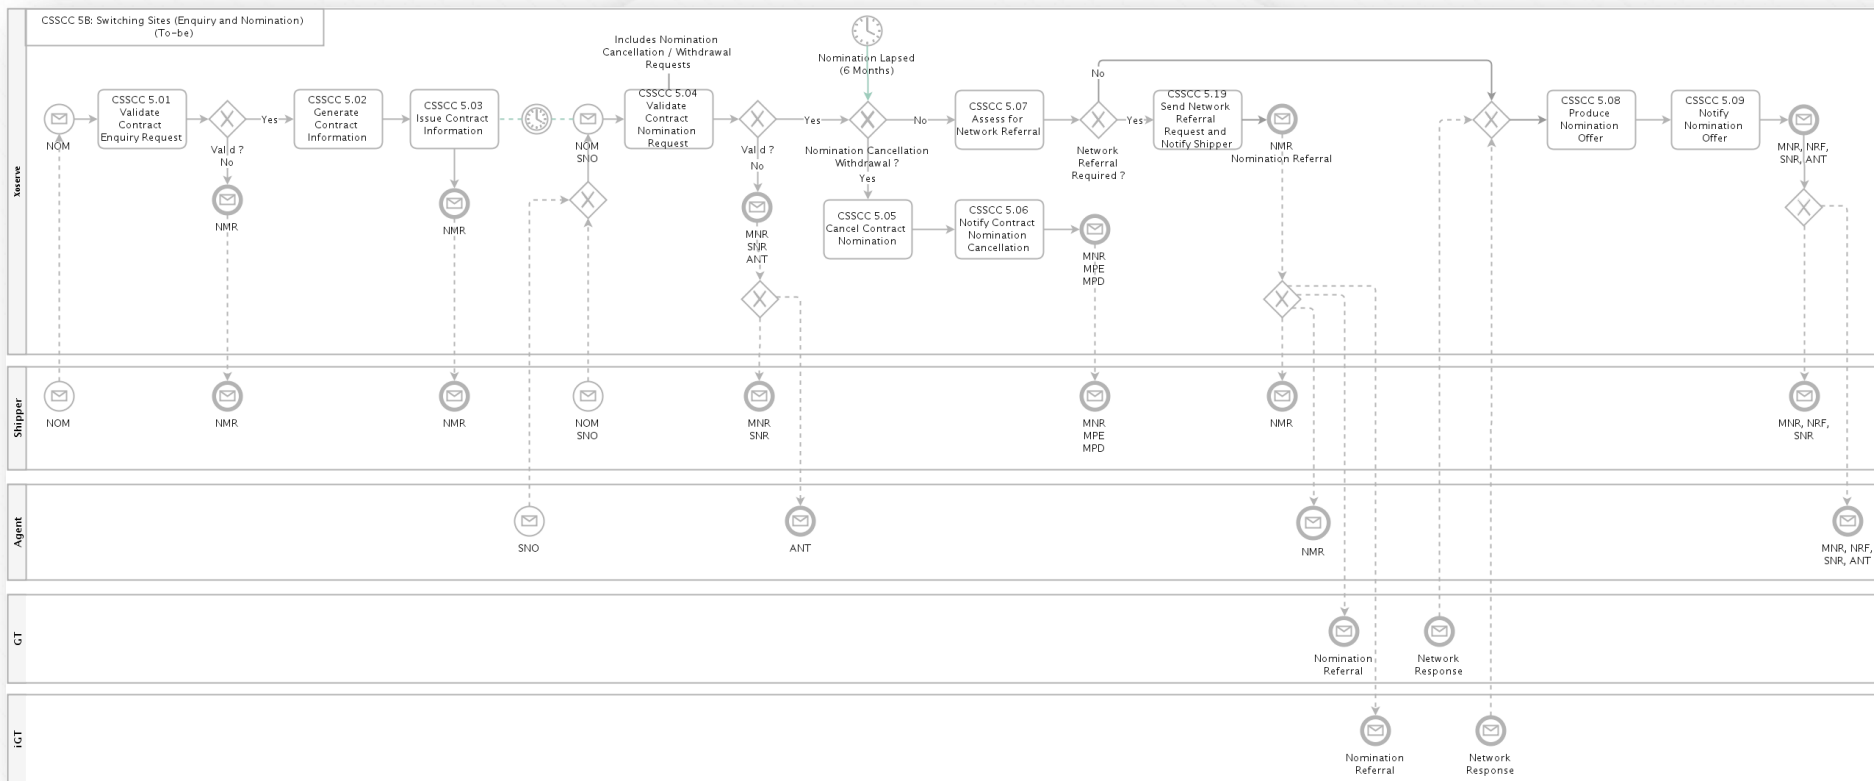 CSSCC 5B: Switching Sites (Enquiry and Nomination)
(To-be)
Xoserve
NOM
CSSCC 5.01
Validate
Contract
Enquiry Request
Valid ?
No
Yes
NMR
CSSCC 5.02
Generate
Contract
Information
CSSCC 5.03
Issue Contract
Information
NMR
NOM
SNO
Includes Nomination
Cancellation / Withdrawal
Requests
CSSCC 5.04
Validate
Contract
Nomination
Request
Valid ?
No
Yes
MNR
SNR
ANT
Nomination Lapsed
(6 Months)
Nomination Cancellation
Withdrawal ?
Yes
No
CSSCC 5.05
Cancel Contract
Nomination
CSSCC 5.06
Notify Contract
Nomination
Cancellation
MNR
MPE
MPD
CSSCC 5.07
Assess for
Network Referral
No
Yes
Network
Referral
Required ?
CSSCC 5.19
Send Network
Referral
Request and
Notify Shipper
NMR
Nomination Referral
CSSCC 5.08
Produce
Nomination
Offer
CSSCC 5.09
Notify
Nomination
Offer
MNR, NRF,
SNR, ANT
Shipper
NOM
NMR
NMR
NOM
SNO
MNR
SNR
MNR
MPE
MPD
NMR
MNR, NRF,
SNR
Agent
SNO
ANT
NMR
MNR, NRF,
SNR, ANT
GT
Nomination
Referral
Network
Response
iGT
Nomination
Referral
Network
Response